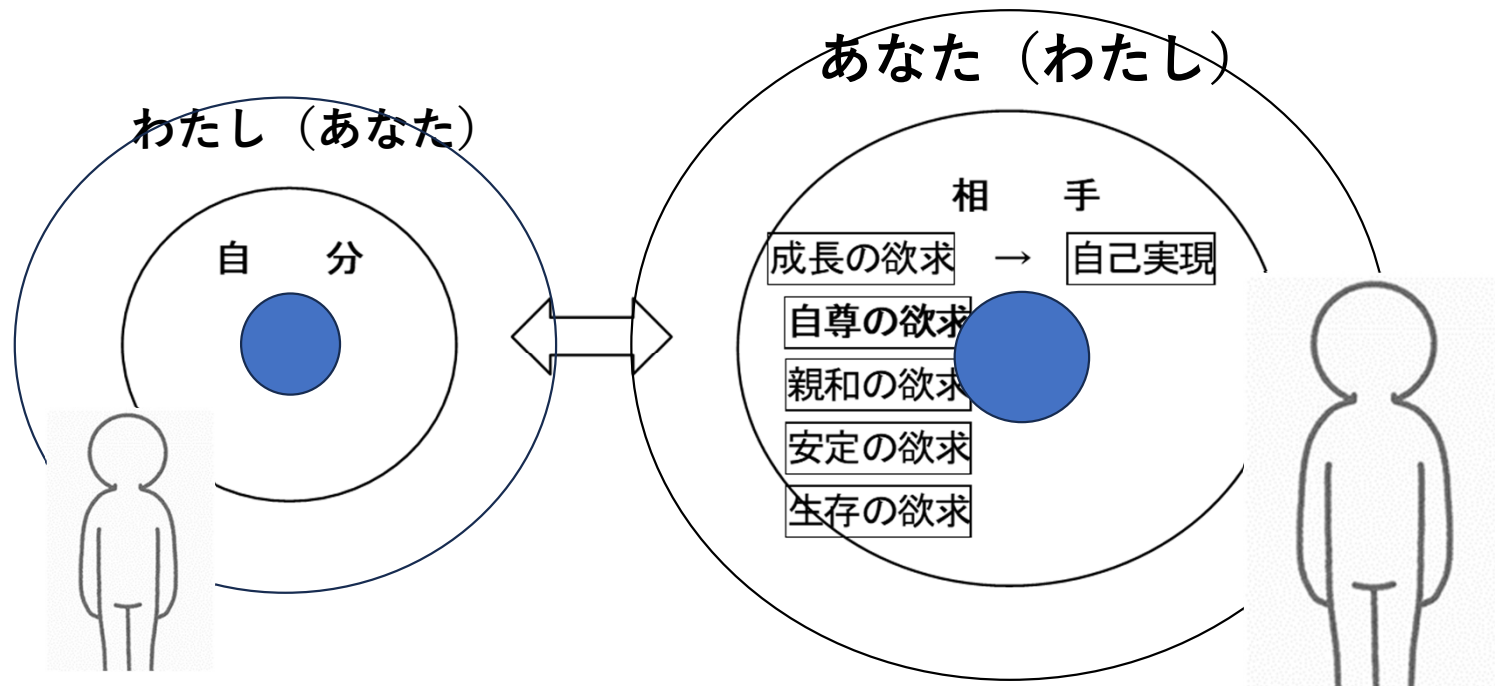 わたし（あなた）
自　分
あなた（わたし）
相　手
成長の欲求 → 自己実現
自尊の欲求
親和の欲求
安定の欲求
生存の欲求